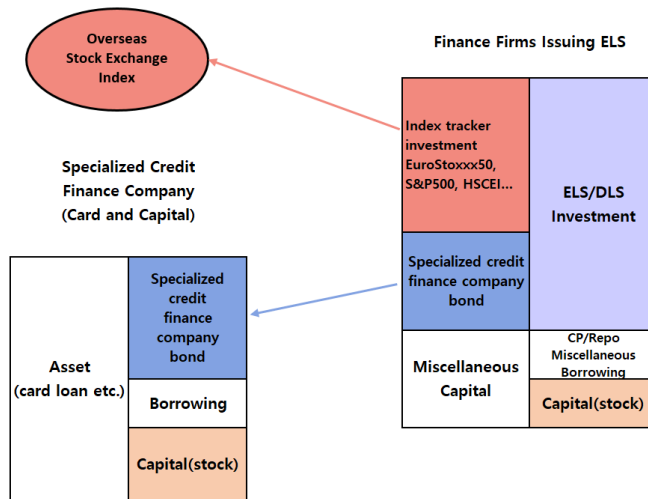 Overseas
Stock Exchange
Index
Finance Firms Issuing ELS
Index tracker
investment
EuroStoxxx50,
S&P500, HSCEI...
ELS/DLS
Investment
Specialized Credit
Finance Company
(Card and Capital)
Specialized credit
finance company
bond
Specialized
credit
finance
company
bond
Asset
(card loan etc.)
Borrowing
Capital(stock)
Miscellaneous
Capital
CP/Repo
Miscellaneous
Borrowing
Capital(stock)